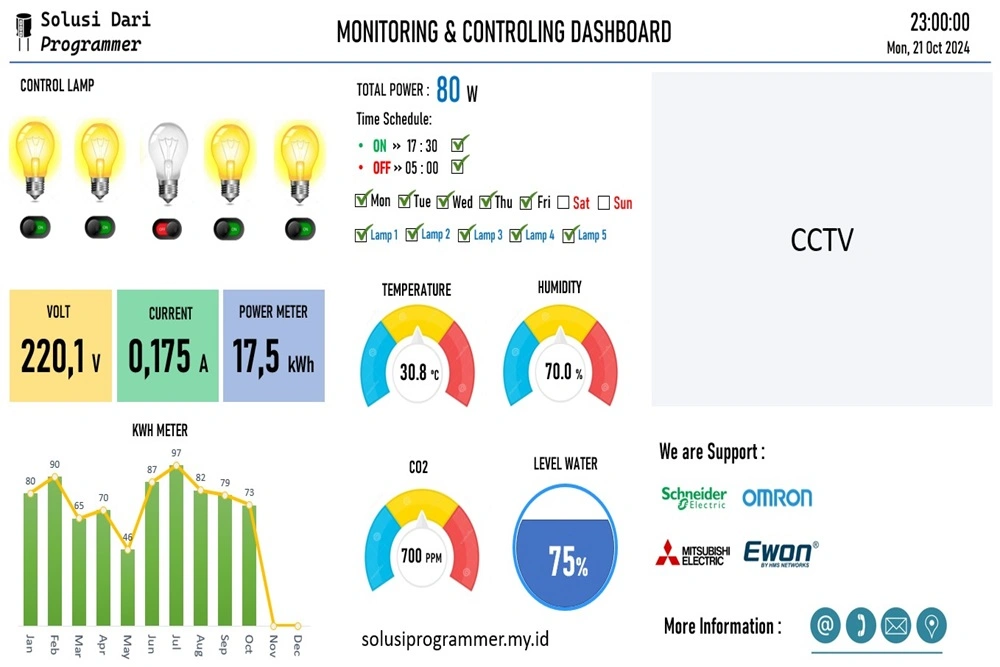 Solusi Dari
Programmer
MONITORING & CONTROLING DASHBOARD
23:00:00
Mon, 21 Oct 2024
CONTROL LAMP
ON
ON
OFF
ON
ON
TOTAL POWER : 80 W
Time Schedule:
• ON >> 17 : 30
• OFF >> 05 : 00
Mon Tue Wed Thu Fri Sat Sun
Lamp 1 Lamp 2 Lamp 3 Lamp 4 Lamp 5
CCTV
VOLT
220,1 V
CURRENT
0,175 A
POWER METER
17,5 kWh
TEMPERATURE
30.8 °C
HUMIDITY
70.0 %
KWH METER
80
90
65
70
46
87
97
82
79
73
Jan
Feb
Mar
Apr
May
Jun
Jul
Aug
Sep
Oct
Nov
Dec
CO2
700 PPM
LEVEL WATER
75%
solusiprogrammer.my.id
We are Support :
Schneider
Electric
OMRON
MITSUBISHI
ELECTRIC
Ewon®
BY HMS NETWORKS
More Information :
@